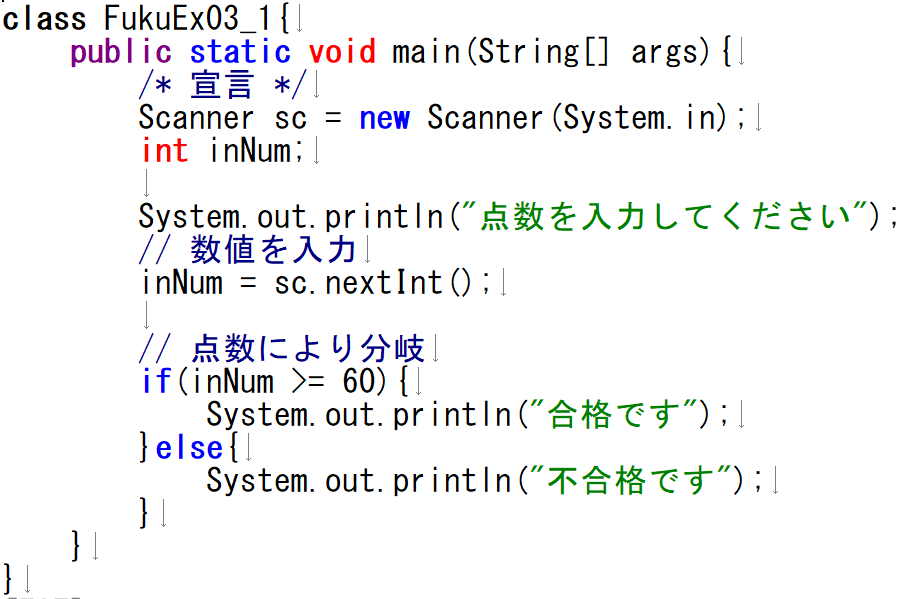 class FukuEx03_1{
    public static void main(String[] args){
        /* 宣言 */
        Scanner sc = new Scanner(System.in);
        int inNum;

        System.out.println("点数を入力してください");
        // 数値を入力
        inNum = sc.nextInt();

        // 点数により分岐
        if(inNum >= 60){
            System.out.println("合格です");
        }else{
            System.out.println("不合格です");
        }
    }
}